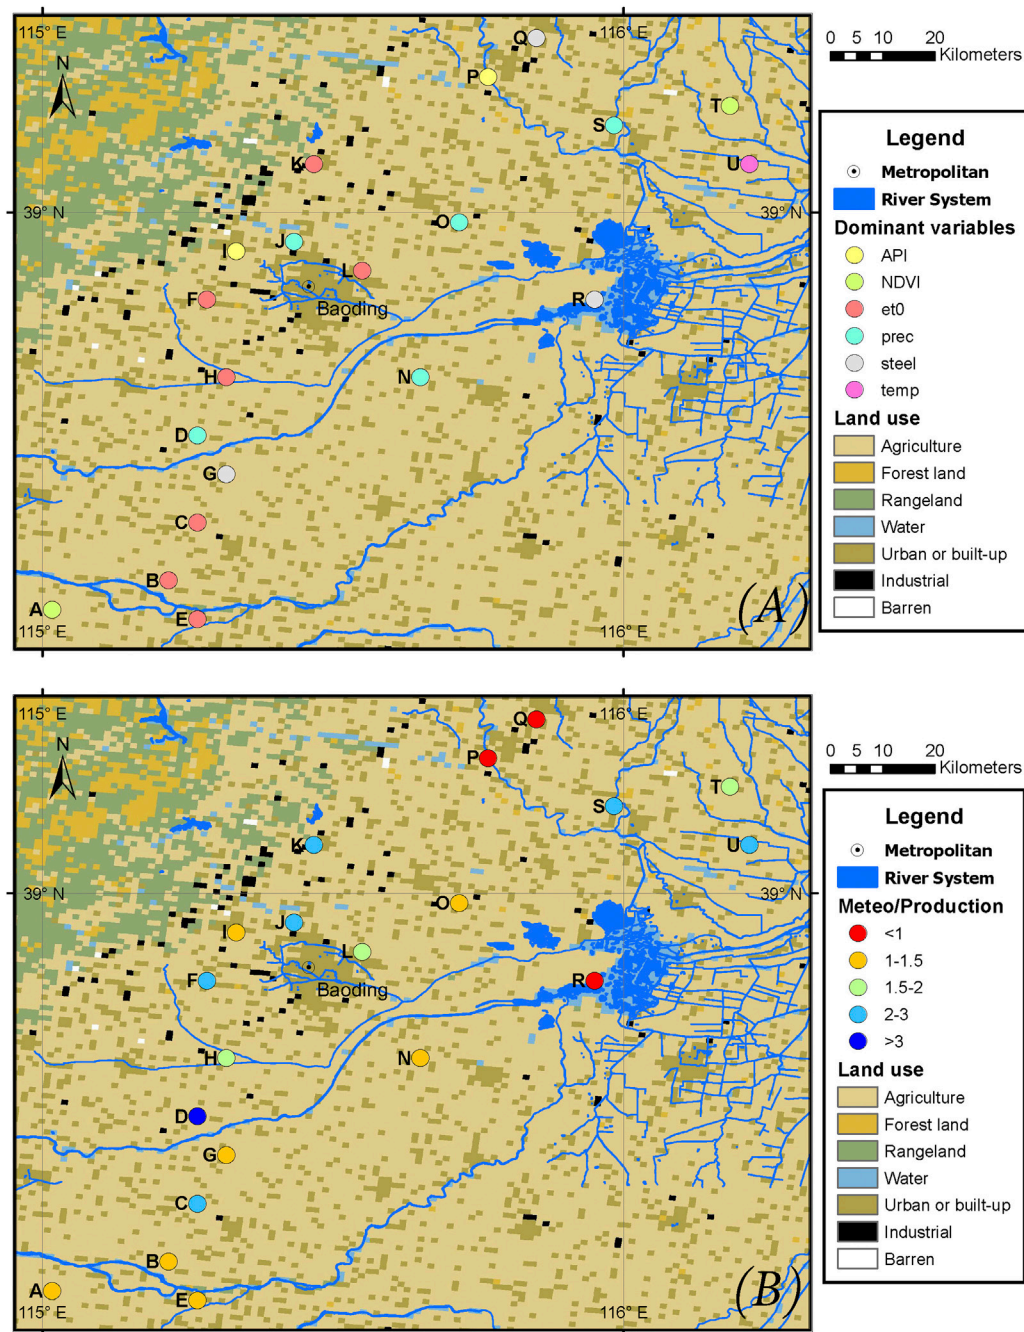 115° E
116° E
Q
N
P
T
S
K
U
39° N
39° N
O
J
I
L
F
R
Baoding
H
N
D
G
C
B
A
E
115° E
116° E
(A)
0 5 10 20
Kilometers
Legend
Metropolitan
River System
Dominant variables
API
NDVI
et0
prec
steel
temp
Land use
Agriculture
Forest land
Rangeland
Water
Urban or built-up
Industrial
Barren
115° E
116° E
Q
N
P
T
S
K
U
39° N
39° N
O
J
I
L
F
R
Baoding
H
N
D
G
C
B
A
E
115° E
116° E
(B)
0 5 10 20
Kilometers
Legend
Metropolitan
River System
Meteo/Production
<1
1-1.5
1.5-2
2-3
>3
Land use
Agriculture
Forest land
Rangeland
Water
Urban or built-up
Industrial
Barren